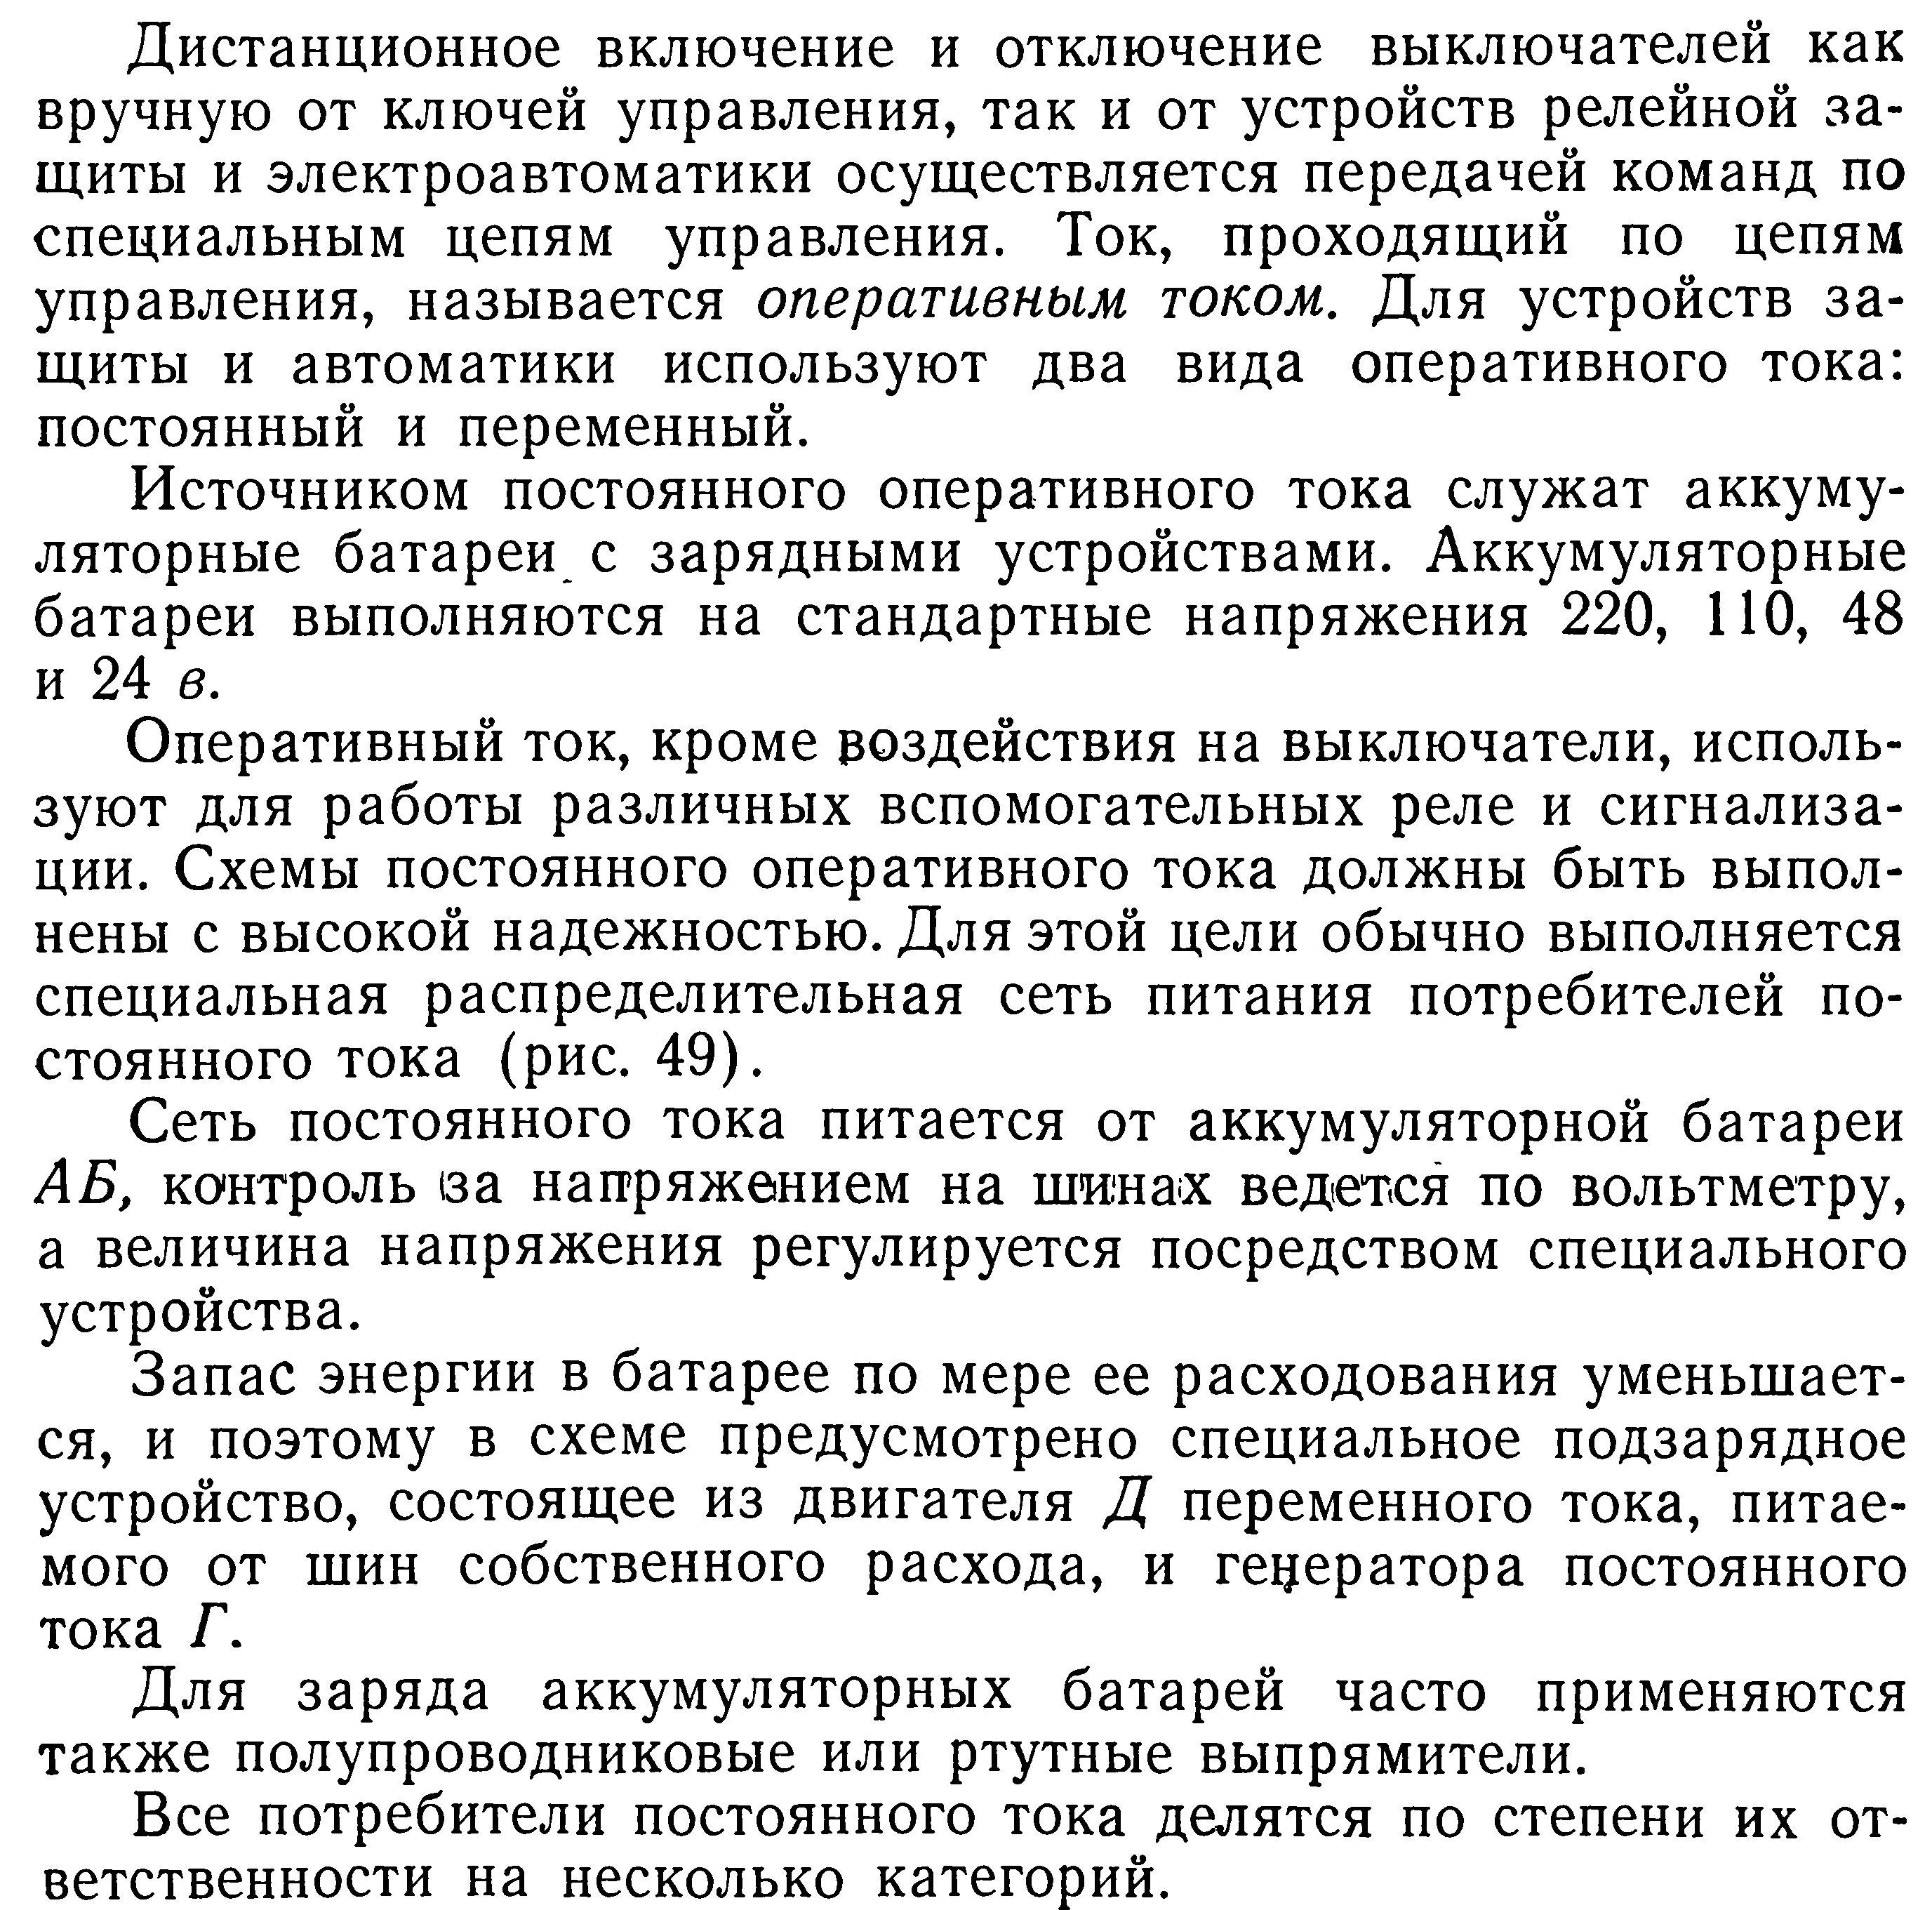 Дистанционное включение и отключение выключателей как
вручную от ключей управления, так и от устройств релейной за-
щиты и электроавтоматики осуществляется передачей команд по
специальным цепям управления. Ток, проходящий по цепям
управления, называется оперативным током. Для устройств за-
щиты и автоматики используют два вида оперативного тока:
постоянный и переменный.
Источником постоянного оперативного тока служат аккуму-
ляторные батареи с зарядными устройствами. Аккумуляторные
батареи выполняются на стандартные напряжения 220, 110, 48
и 24 в.
Оперативный ток, кроме воздействия на выключатели, исполь-
зуют для работы различных вспомогательных реле и сигнализа-
ции. Схемы постоянного оперативного тока должны быть выпол-
нены с высокой надежностью. Для этой цели обычно выполняется
специальная распределительная сеть питания потребителей по-
стоянного тока (рис. 49).
Сеть постоянного тока питается от аккумуляторной батареи
АБ, контроль за напряжением на шинах ведется по вольтметру,
а величина напряжения регулируется посредством специального
устройства.
Запас энергии в батарее по мере ее расходования уменьшает-
ся, и поэтому в схеме предусмотрено специальное подзарядное
устройство, состоящее из двигателя Д переменного тока, питае-
мого от шин собственного расхода, и генератора постоянного
тока Г.
Для заряда аккумуляторных батарей часто применяются
также полупроводниковые или ртутные выпрямители.
Все потребители постоянного тока делятся по степени их от-
ветственности на несколько категорий.